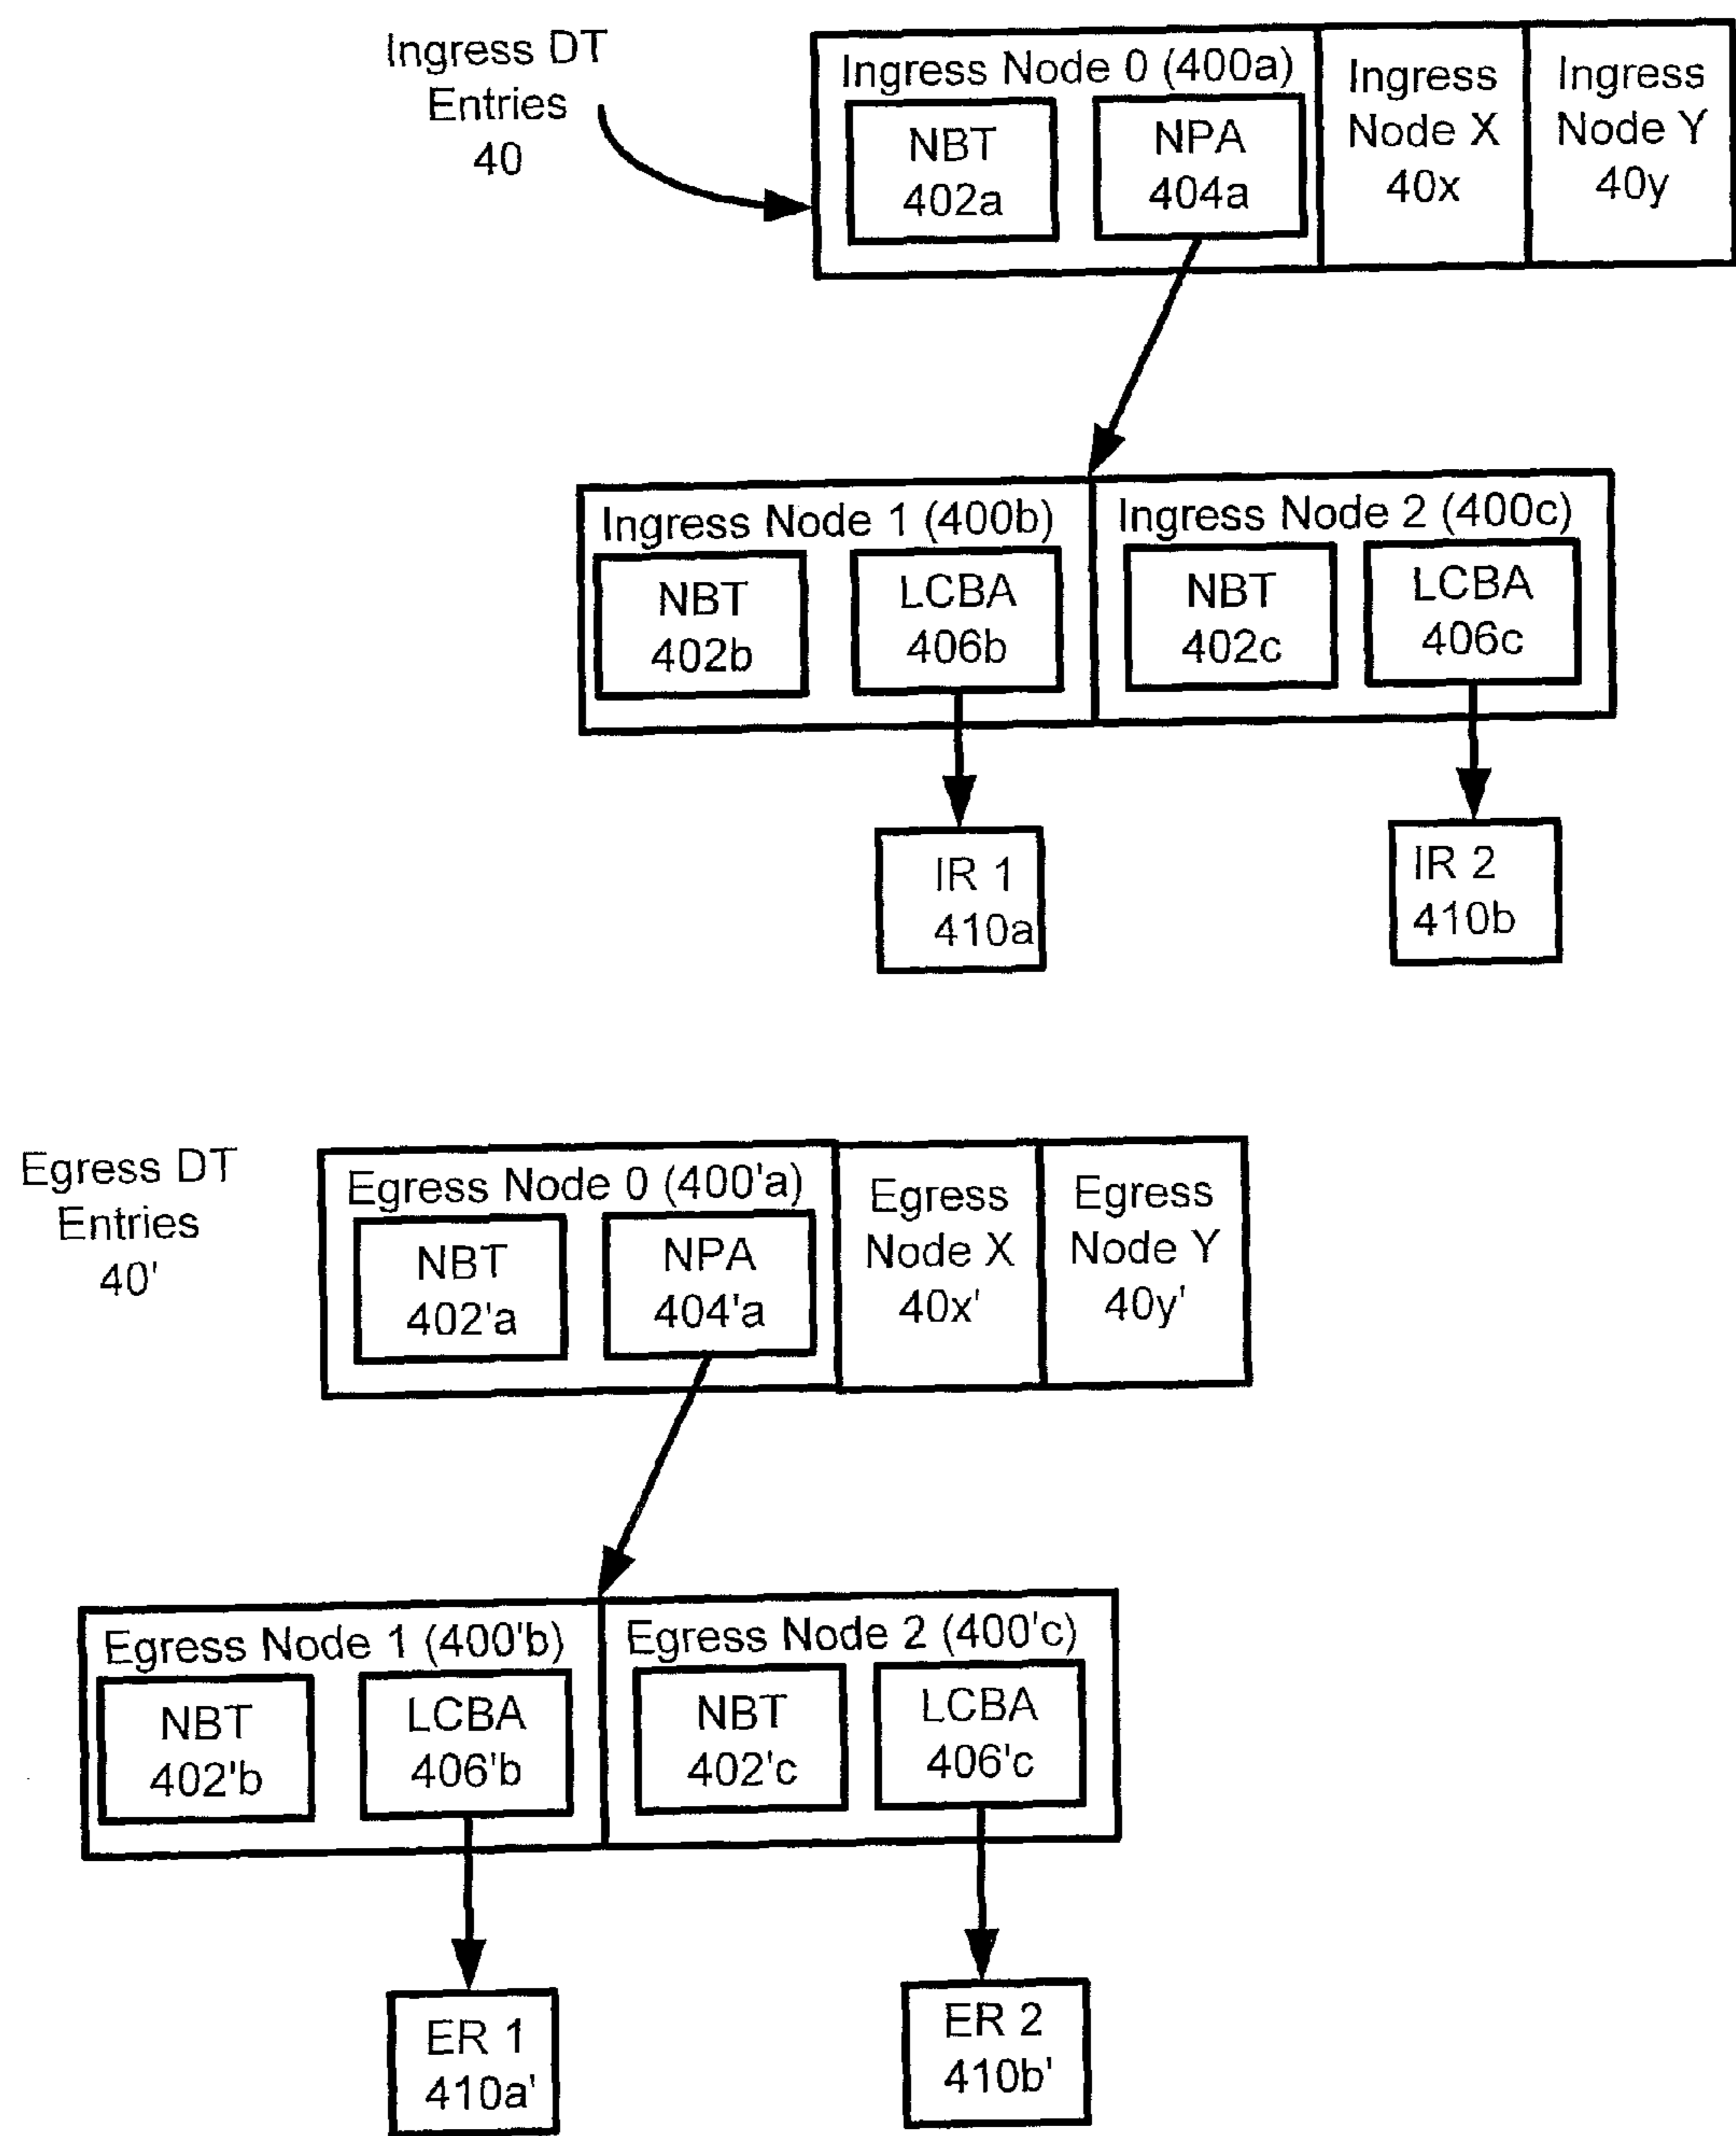 Ingress DT
Entries
40
Ingress Node 0 (400a)
NBT
402a
NPA
404a
Ingress
Node X
40x
Ingress
Node Y
40y
Ingress Node 1 (400b)
NBT
402b
LCBA
406b
Ingress Node 2 (400c)
NBT
402c
LCBA
406c
IR 1
410a
IR 2
410b
Egress DT
Entries
40'
Egress Node 0 (400'a)
NBT
402'a
NPA
404'a
Egress
Node X
40x'
Egress
Node Y
40y'
Egress Node 1 (400'b)
NBT
402'b
LCBA
406'b
Egress Node 2 (400'c)
NBT
402'c
LCBA
406'c
ER 1
410a'
ER 2
410b'